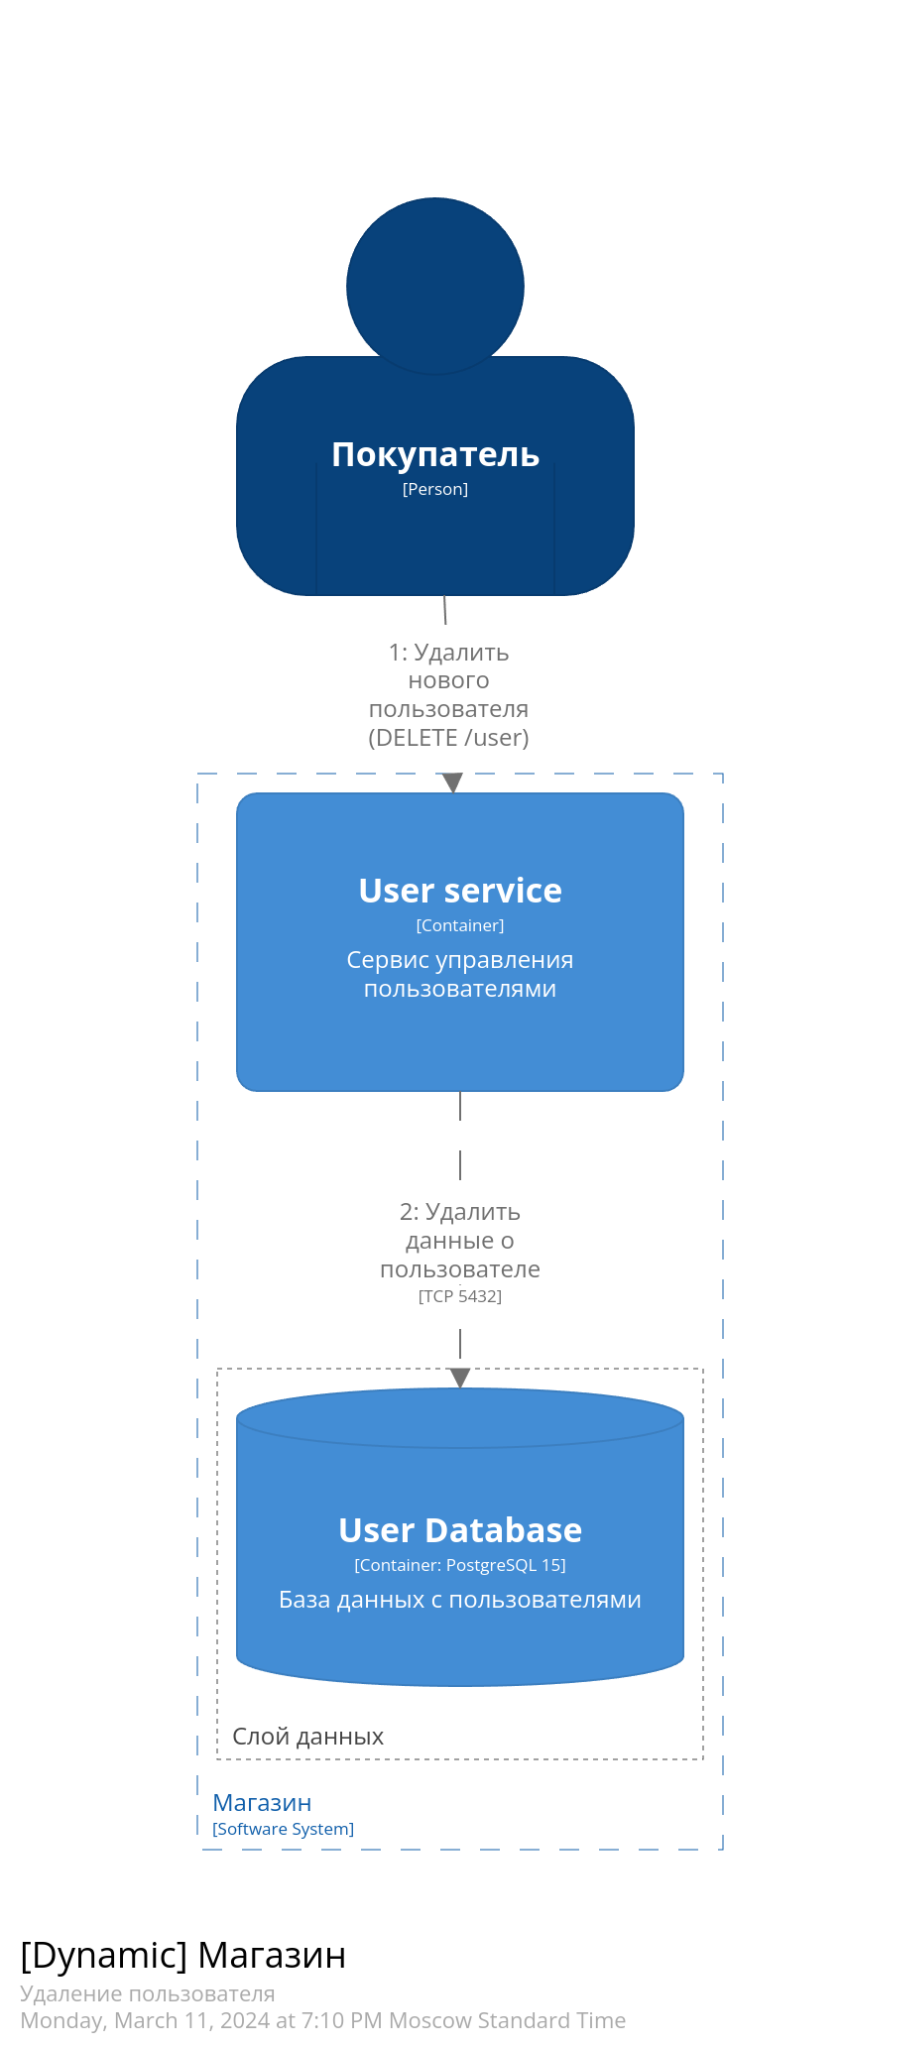 Покупатель
[Person]
1: Удалить
нового
пользователя
(DELETE /user)
User service
[Container]
Сервис управления
пользователями
2: Удалить
данные о
пользователе
[TCP 5432]
User Database
[Container: PostgreSQL 15]
База данных с пользователями
Слой данных
Магазин
[Software System]
[Dynamic] Магазин
Удаление пользователя
Monday, March 11, 2024 at 7:10 PM Moscow Standard Time